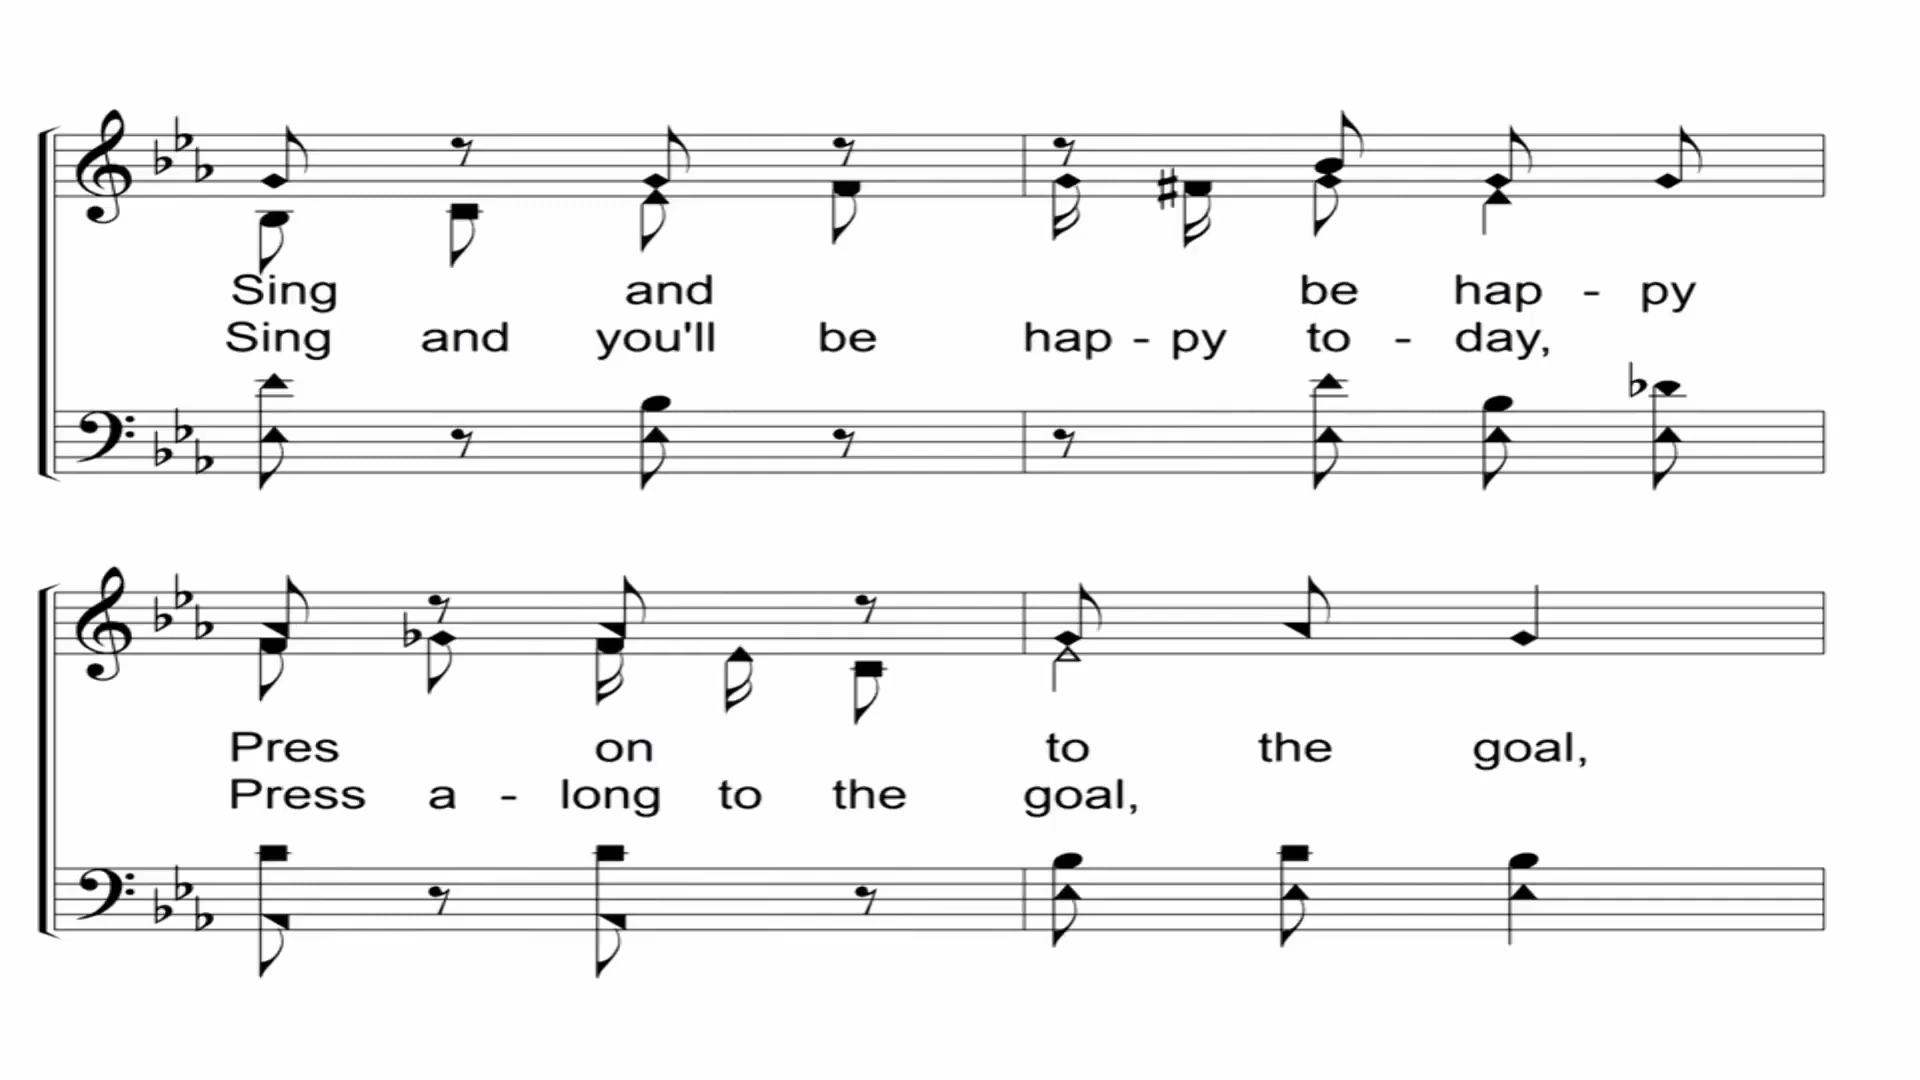 Sing and be hap - py
Sing and you'll be hap - py to - day,
Pres on to the goal,
Press a - long to the goal,